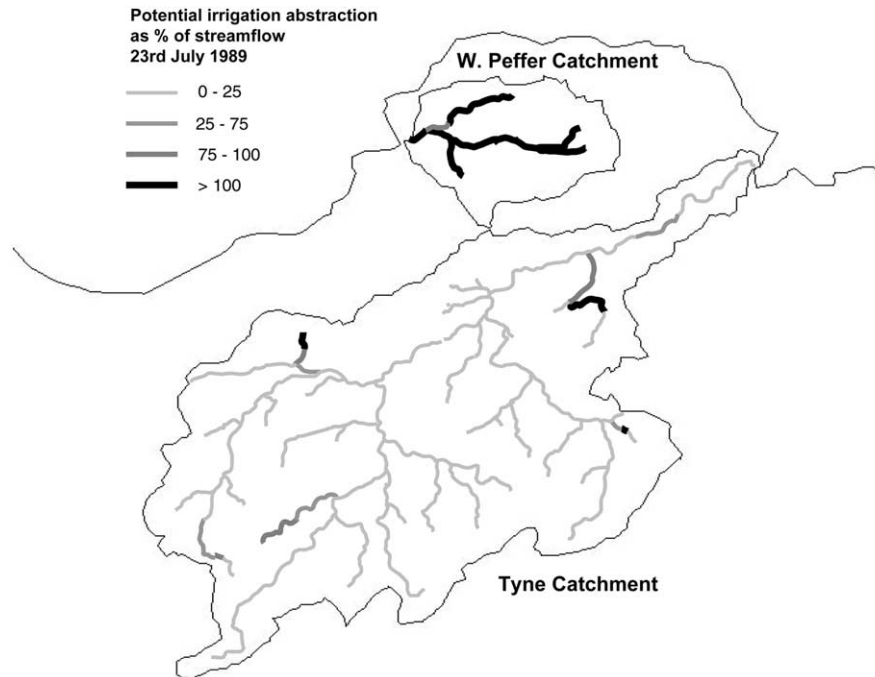 Potential irrigation abstraction
as % of streamflow
23rd July 1989
0 - 25
25 - 75
75 - 100
> 100
W. Peffer Catchment
Tyne Catchment